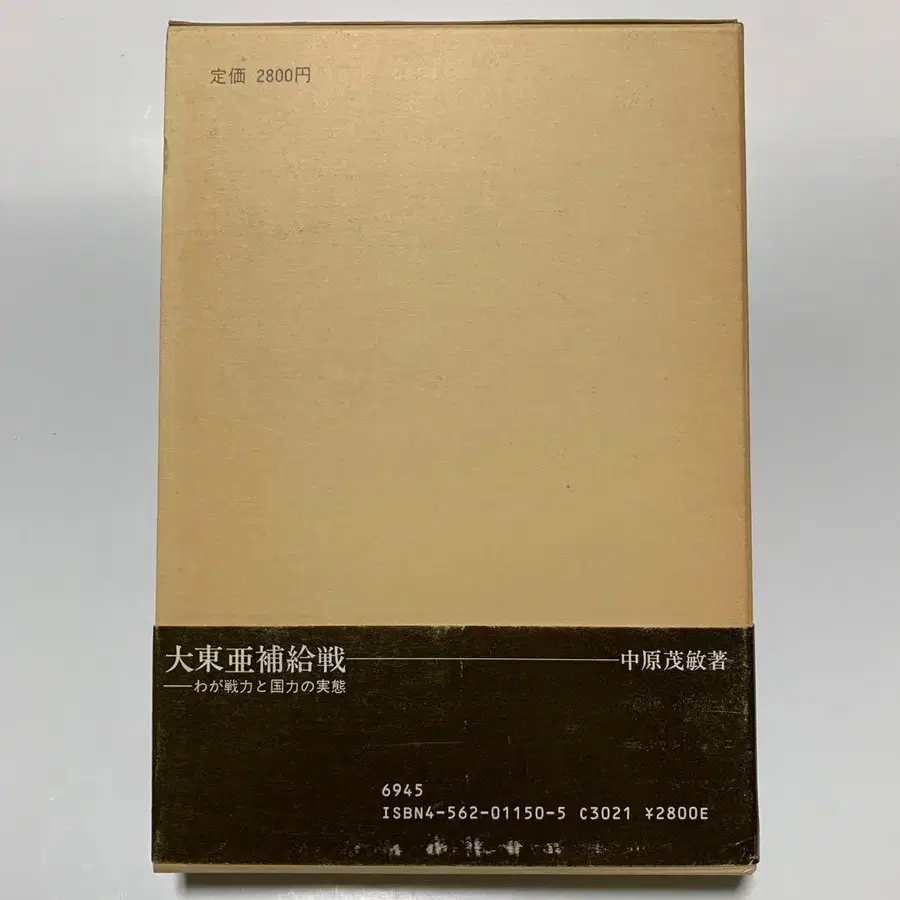 定価 2800円
大東亜補給戦――中原茂敏著
――わが戦力と国力の実態
6945
ISBN4-562-01150-5 C3021 ¥2800E